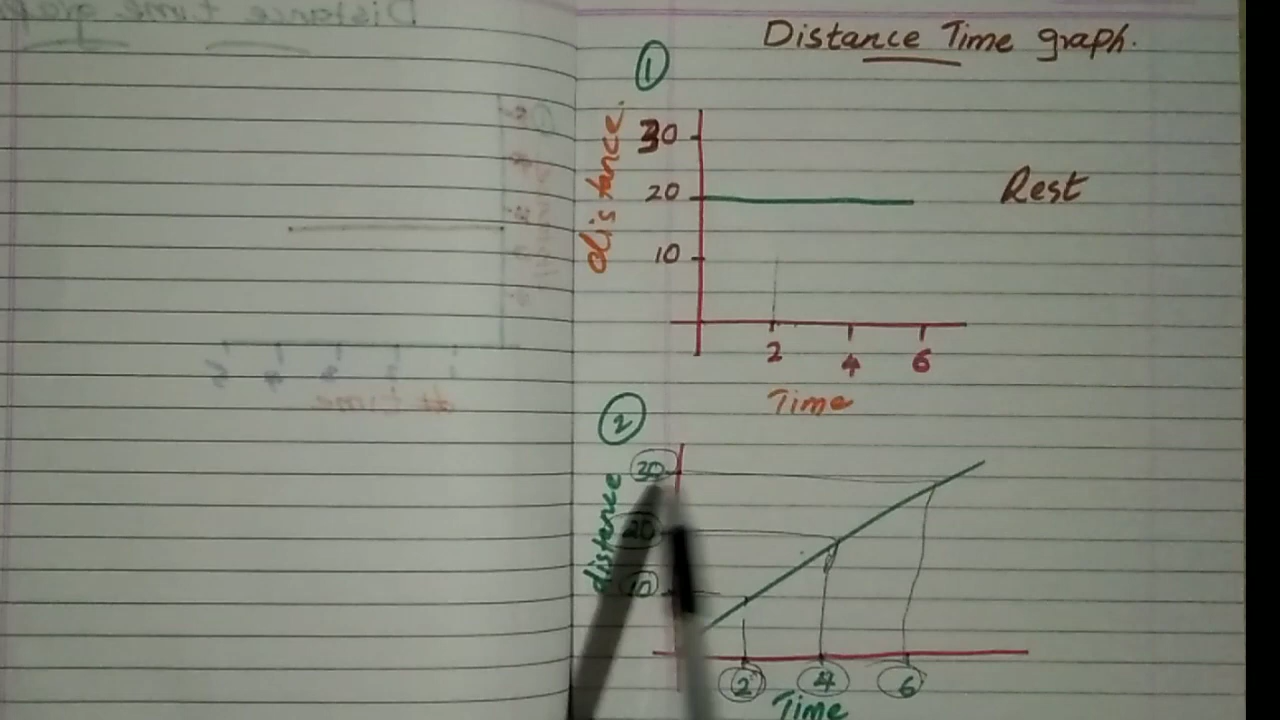 Distance Time graph.
①
distance.
30
20
10
Rest
2 4 6
Time
②
distance
30
20
10
2 4 6
Time